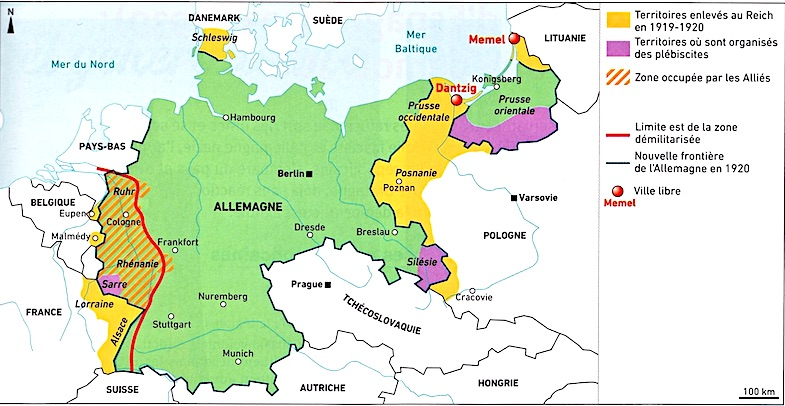 N
DANEMARK
SUÈDE
Schleswig
Mer
Baltique
Mer du Nord
Memel
LITUANIE
Dantzig
Königsberg
Prusse
occidentale
Prusse
orientale
Hambourg
PAYS-BAS
Berlin
Posnanie
Poznan
Varsovie
Ruhr
BELGIQUE
Eupen
Cologne
ALLEMAGNE
Malmédy
Dresde
Breslau
POLOGNE
Frankfort
Rhénanie
Silésie
Sarre
Prague
Cracovie
Lorraine
Nuremberg
TCHÉCOSLOVAQUIE
FRANCE
Alsace
Stuttgart
Munich
SUISSE
AUTRICHE
HONGRIE
Territoires enlevés au Reich
en 1919-1920
Territoires où sont organisés
des plébiscites
Zone occupée par les Alliés
Limite est de la zone
démilitarisée
Nouvelle frontière
de l'Allemagne en 1920
Ville libre
Memel
100 km